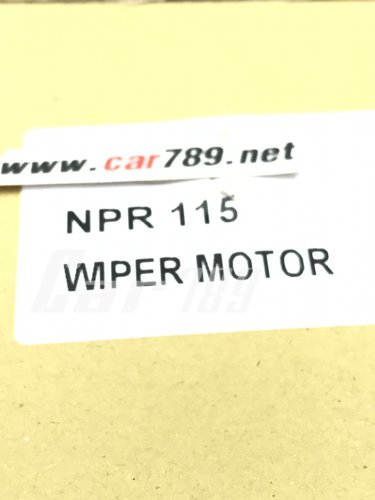 www.car789.net
NPR 115
WIPER MOTOR
Car-789